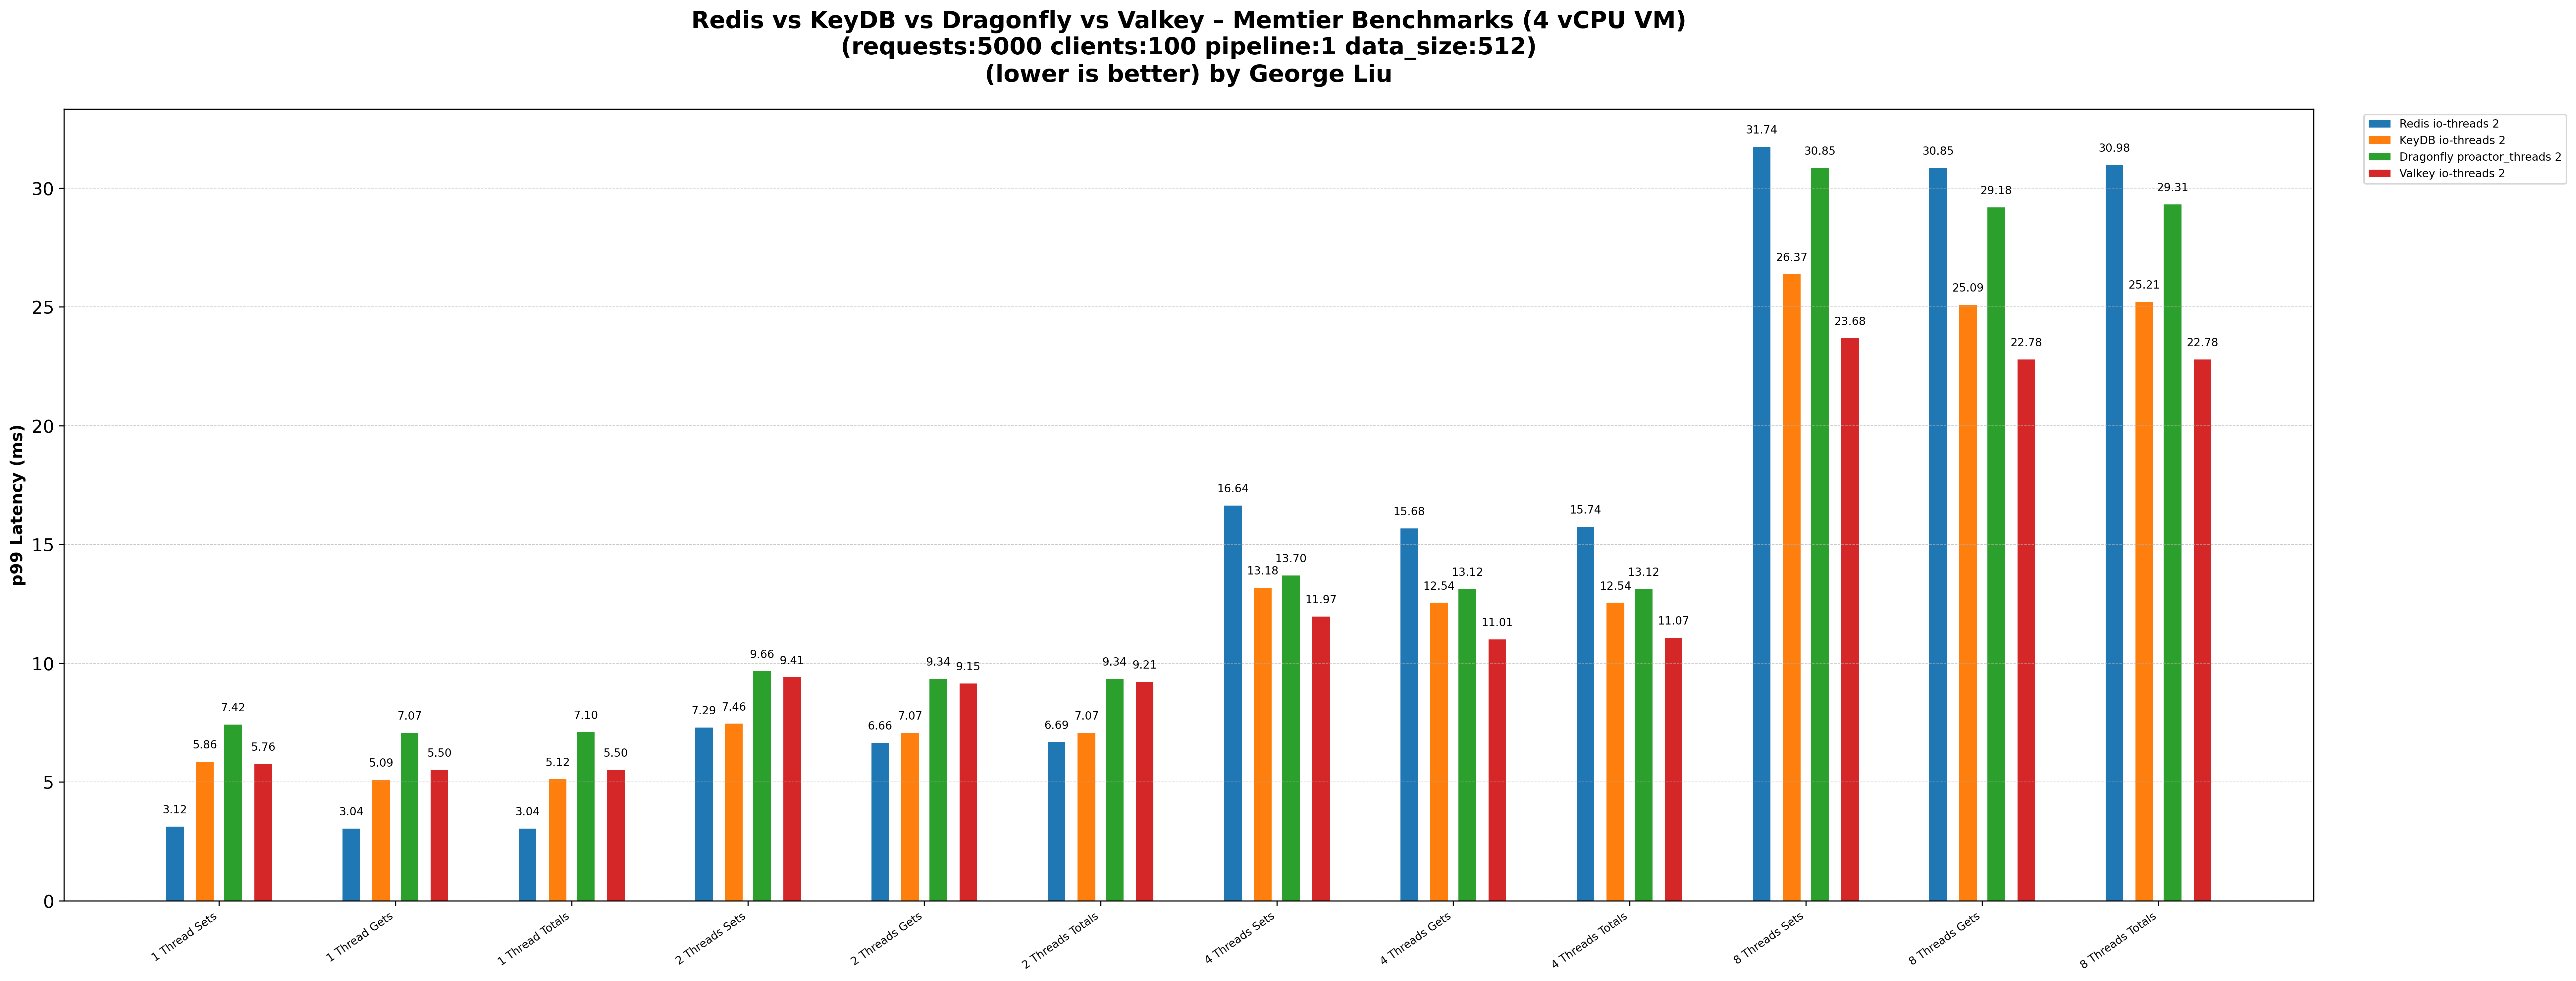 Redis vs KeyDB vs Dragonfly vs Valkey – Memtier Benchmarks (4 vCPU VM)
(requests:5000 clients:100 pipeline:1 data_size:512)
(lower is better) by George Liu
Redis io-threads 2
KeyDB io-threads 2
Dragonfly proactor_threads 2
Valkey io-threads 2
p99 Latency (ms)
30
25
20
15
10
5
0
3.12
5.86
7.42
5.76
3.04
5.09
7.07
5.50
3.04
5.12
7.10
5.50
7.29
7.46
9.66
9.41
6.66
7.07
9.34
9.15
6.69
7.07
9.34
9.21
16.64
13.18
13.70
11.97
15.68
12.54
13.12
11.01
15.74
12.54
13.12
11.07
31.74
26.37
30.85
23.68
30.85
25.09
29.18
22.78
30.98
25.21
29.31
22.78
1 Thread Sets
1 Thread Gets
1 Thread Totals
2 Threads Sets
2 Threads Gets
2 Threads Totals
4 Threads Sets
4 Threads Gets
4 Threads Totals
8 Threads Sets
8 Threads Gets
8 Threads Totals